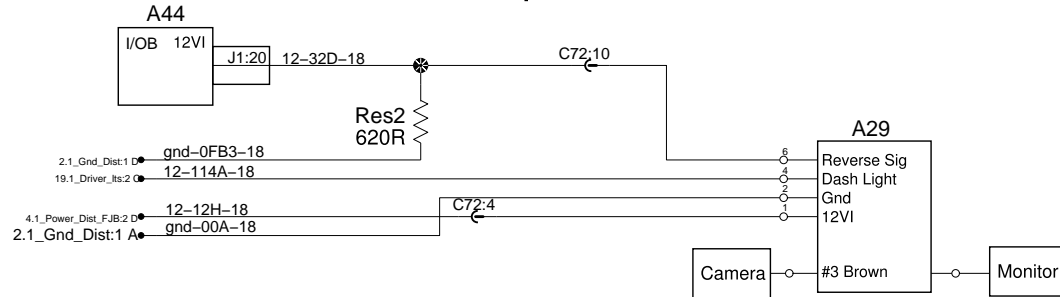 A44
I/OB 12VI
J1:20
12-32D-18
C72:10
Res2
620R
A29
2.1_Gnd_Dist:1 D
gnd-0FB3-18
6
Reverse Sig
19.1_Driver_lts:2 C
12-114A-18
4
Dash Light
2
Gnd
4.1_Power_Dist_FJB:2 D
12-12H-18
C72:4
1
12VI
2.1_Gnd_Dist:1 A
gnd-00A-18
Camera
#3 Brown
Monitor